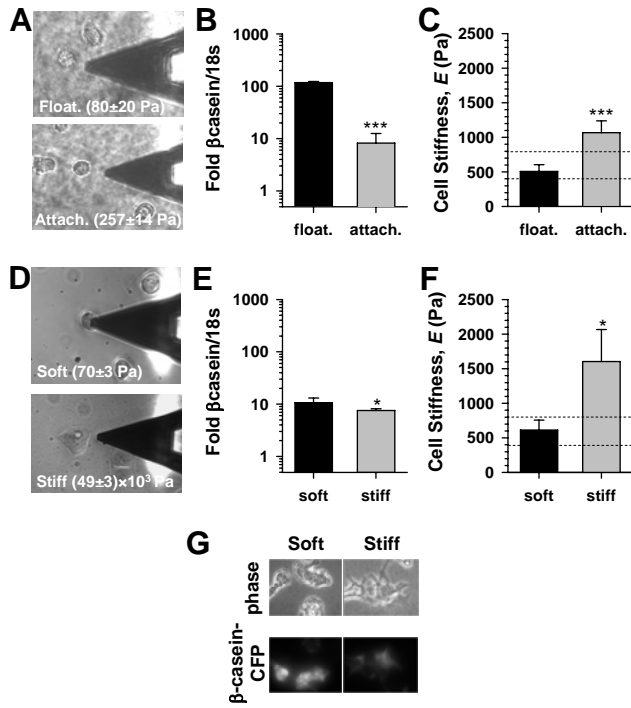 A
Float. (80±20 Pa)
Attach. (257±14 Pa)
B
Fold βcasein/18s
1000
100
10
1
***
float. attach.
C
Cell Stiffness, E (Pa)
2500
2000
1500
1000
500
0
***
float. attach.
D
Soft (70±3 Pa)
Stiff (49±3)×10³ Pa
E
Fold βcasein/18s
1000
100
10
1
*
soft stiff
F
Cell Stiffness, E (Pa)
2500
2000
1500
1000
500
0
*
soft stiff
G
Soft Stiff
phase
β-casein-
CFP